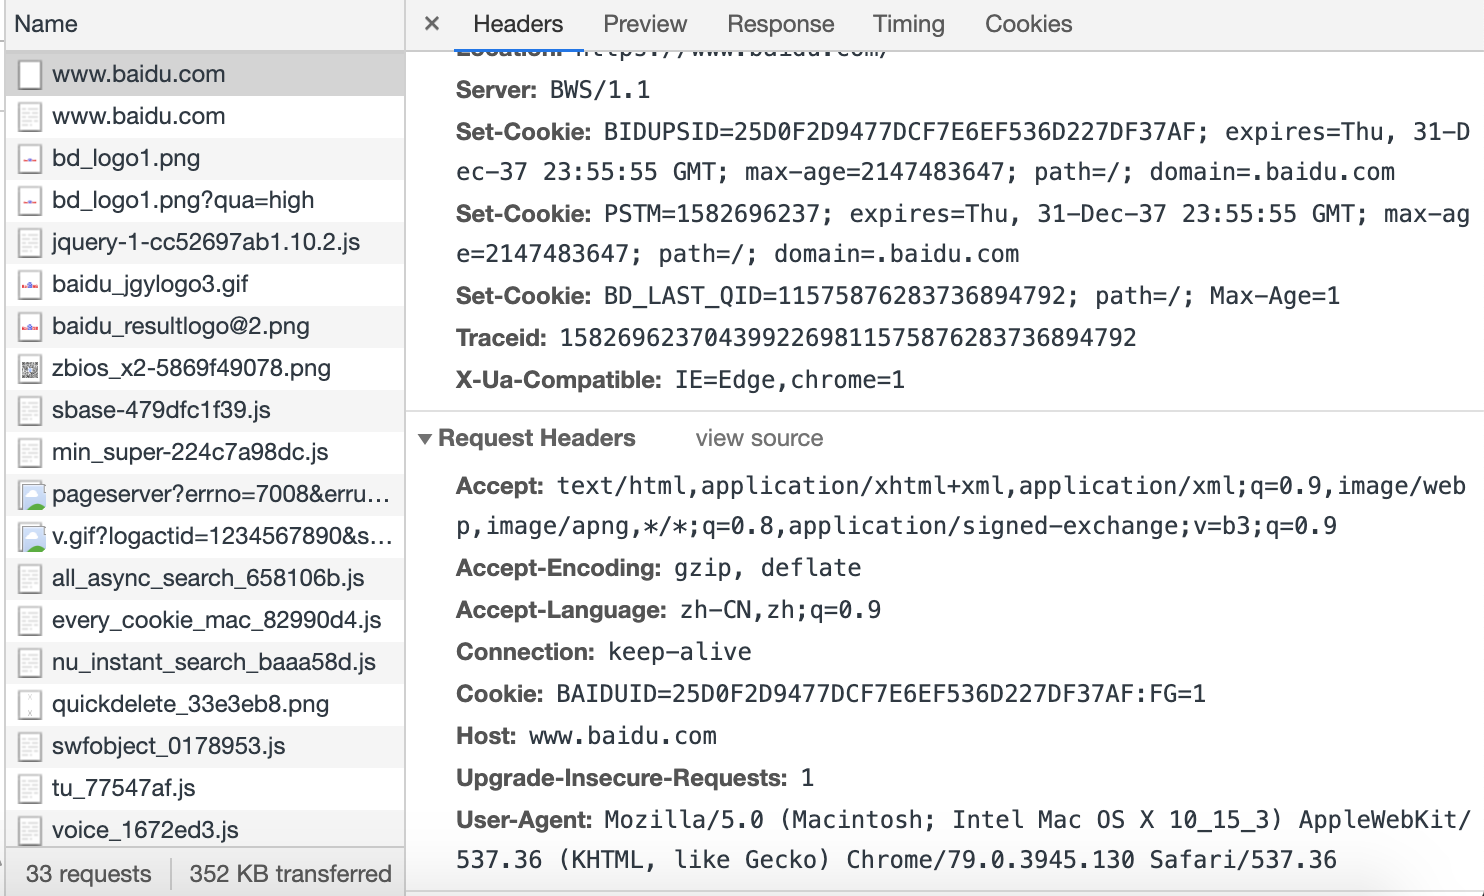 Name
www.baidu.com
www.baidu.com
bd_logo1.png
bd_logo1.png?qua=high
jquery-1-cc52697ab1.10.2.js
baidu_jgylogo3.gif
baidu_resultlogo@2.png
zbios_x2-5869f49078.png
sbase-479dfc1f39.js
min_super-224c7a98dc.js
pageserver?errno=7008&erru…
v.gif?logactid=1234567890&s…
all_async_search_658106b.js
every_cookie_mac_82990d4.js
nu_instant_search_baaa58d.js
quickdelete_33e3eb8.png
swfobject_0178953.js
tu_77547af.js
voice_1672ed3.js
33 requests 352 KB transferred
× Headers Preview Response Timing Cookies
Location: https://www.baidu.com/
Server: BWS/1.1
Set-Cookie: BIDUPSID=25D0F2D9477DCF7E6EF536D227DF37AF; expires=Thu, 31-D
ec-37 23:55:55 GMT; max-age=2147483647; path=/; domain=.baidu.com
Set-Cookie: PSTM=1582696237; expires=Thu, 31-Dec-37 23:55:55 GMT; max-ag
e=2147483647; path=/; domain=.baidu.com
Set-Cookie: BD_LAST_QID=11575876283736894792; path=/; Max-Age=1
Traceid: 1582696237043992269811575876283736894792
X-Ua-Compatible: IE=Edge,chrome=1
Request Headers view source
Accept: text/html,application/xhtml+xml,application/xml;q=0.9,image/web
p,image/apng,*/*;q=0.8,application/signed-exchange;v=b3;q=0.9
Accept-Encoding: gzip, deflate
Accept-Language: zh-CN,zh;q=0.9
Connection: keep-alive
Cookie: BAIDUID=25D0F2D9477DCF7E6EF536D227DF37AF:FG=1
Host: www.baidu.com
Upgrade-Insecure-Requests: 1
User-Agent: Mozilla/5.0 (Macintosh; Intel Mac OS X 10_15_3) AppleWebKit/
537.36 (KHTML, like Gecko) Chrome/79.0.3945.130 Safari/537.36